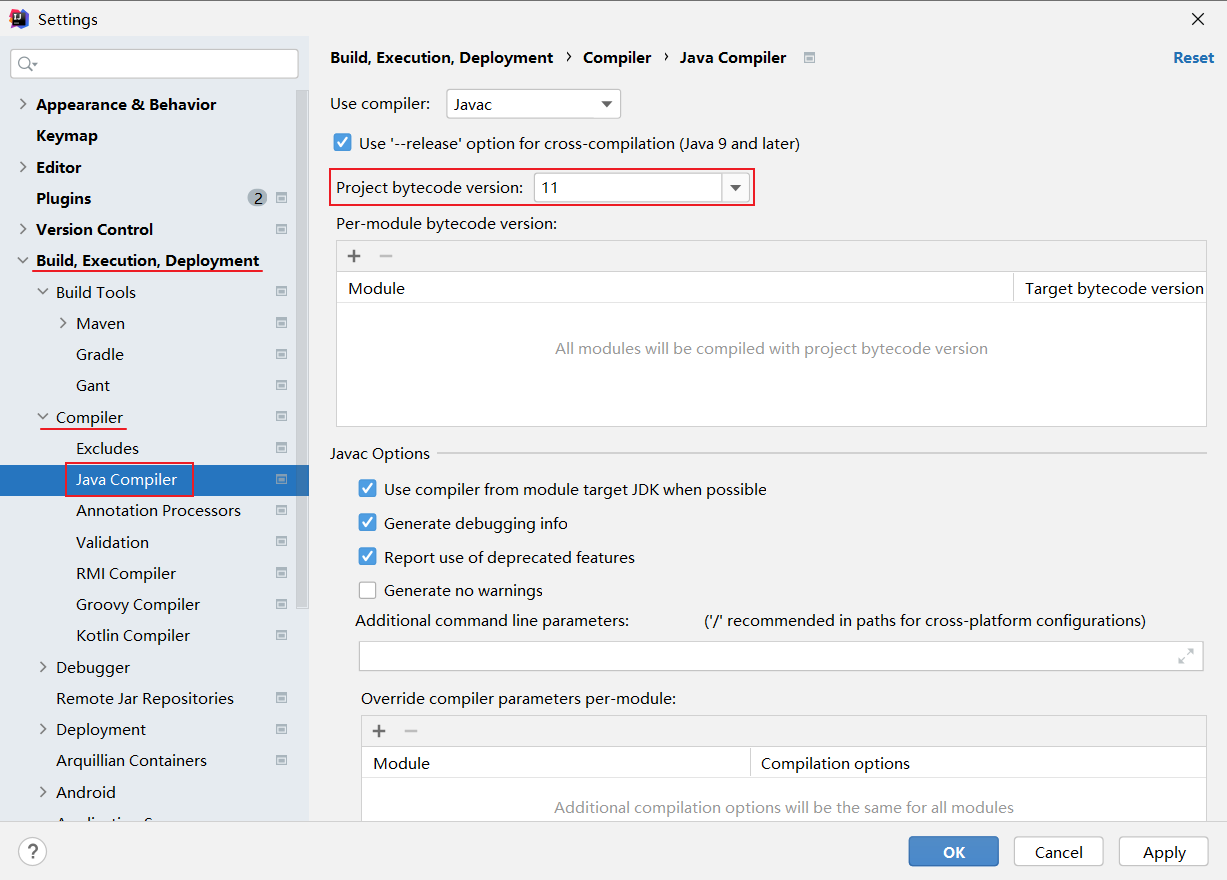 Settings
Appearance & Behavior
Keymap
Editor
Plugins 2
Version Control
Build, Execution, Deployment
Build Tools
Maven
Gradle
Gant
Compiler
Excludes
Java Compiler
Annotation Processors
Validation
RMI Compiler
Groovy Compiler
Kotlin Compiler
Debugger
Remote Jar Repositories
Deployment
Arquillian Containers
Android
Build, Execution, Deployment › Compiler › Java Compiler
Reset
Use compiler: Javac
Use '--release' option for cross-compilation (Java 9 and later)
Project bytecode version: 11
Per-module bytecode version:
Module Target bytecode version
All modules will be compiled with project bytecode version
Javac Options
Use compiler from module target JDK when possible
Generate debugging info
Report use of deprecated features
Generate no warnings
Additional command line parameters: ('/' recommended in paths for cross-platform configurations)
Override compiler parameters per-module:
Module Compilation options
Additional compilation options will be the same for all modules
? OK Cancel Apply